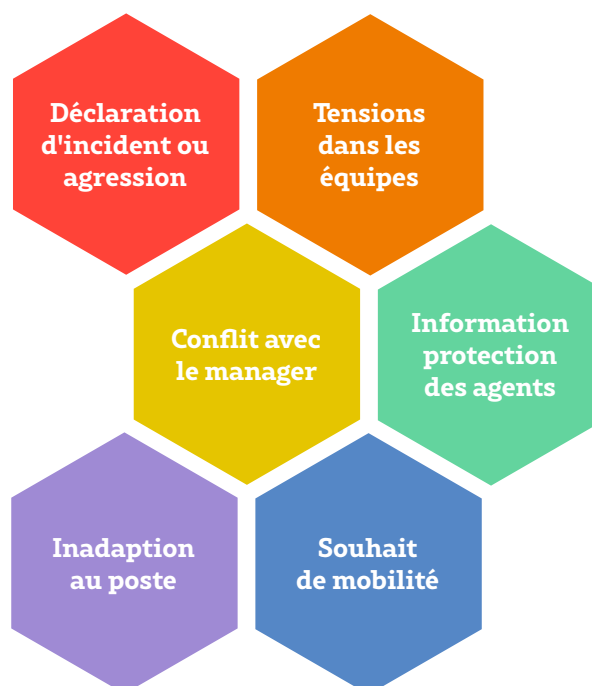 Déclaration
d'incident ou
agression
Tensions
dans les
équipes
Conflit avec
le manager
Information
protection
des agents
Inadaption
au poste
Souhait
de mobilité